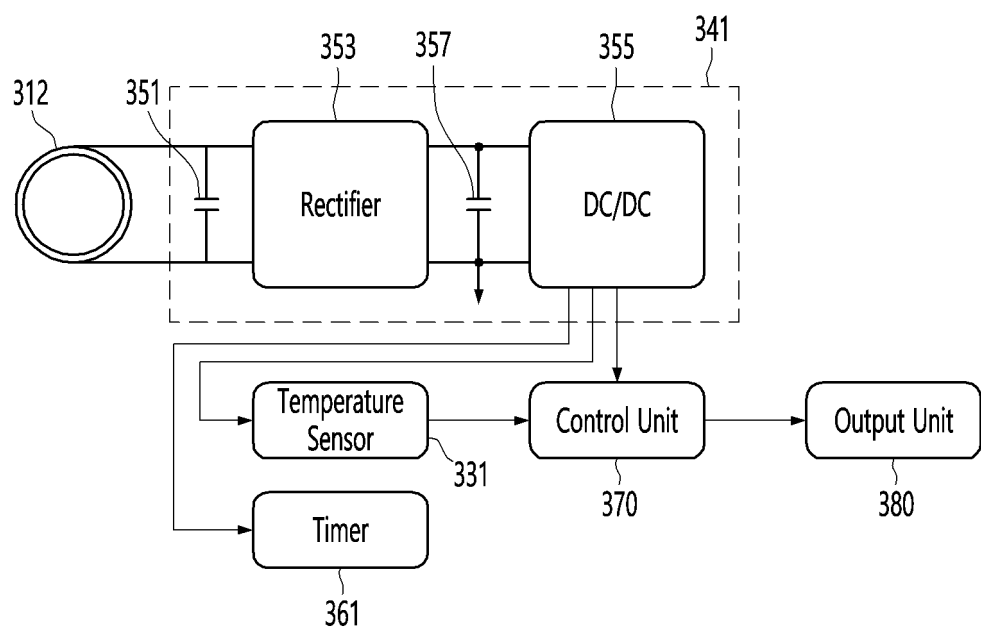 341
353
357
355
312
351
Rectifier
DC/DC
Temperature
Sensor
Control Unit
Output Unit
331
370
380
Timer
361